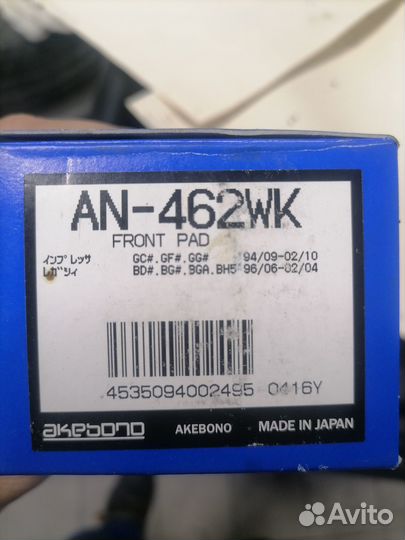 AN-462WK
FRONT PAD
インプレッサ GC#.GF#.GG# '94/09-02/10
レガシィ BD#.BG#.BGA.BH5 '96/06-02/04
4535094002495 0416Y
akebono AKEBONO MADE IN JAPAN
Avito